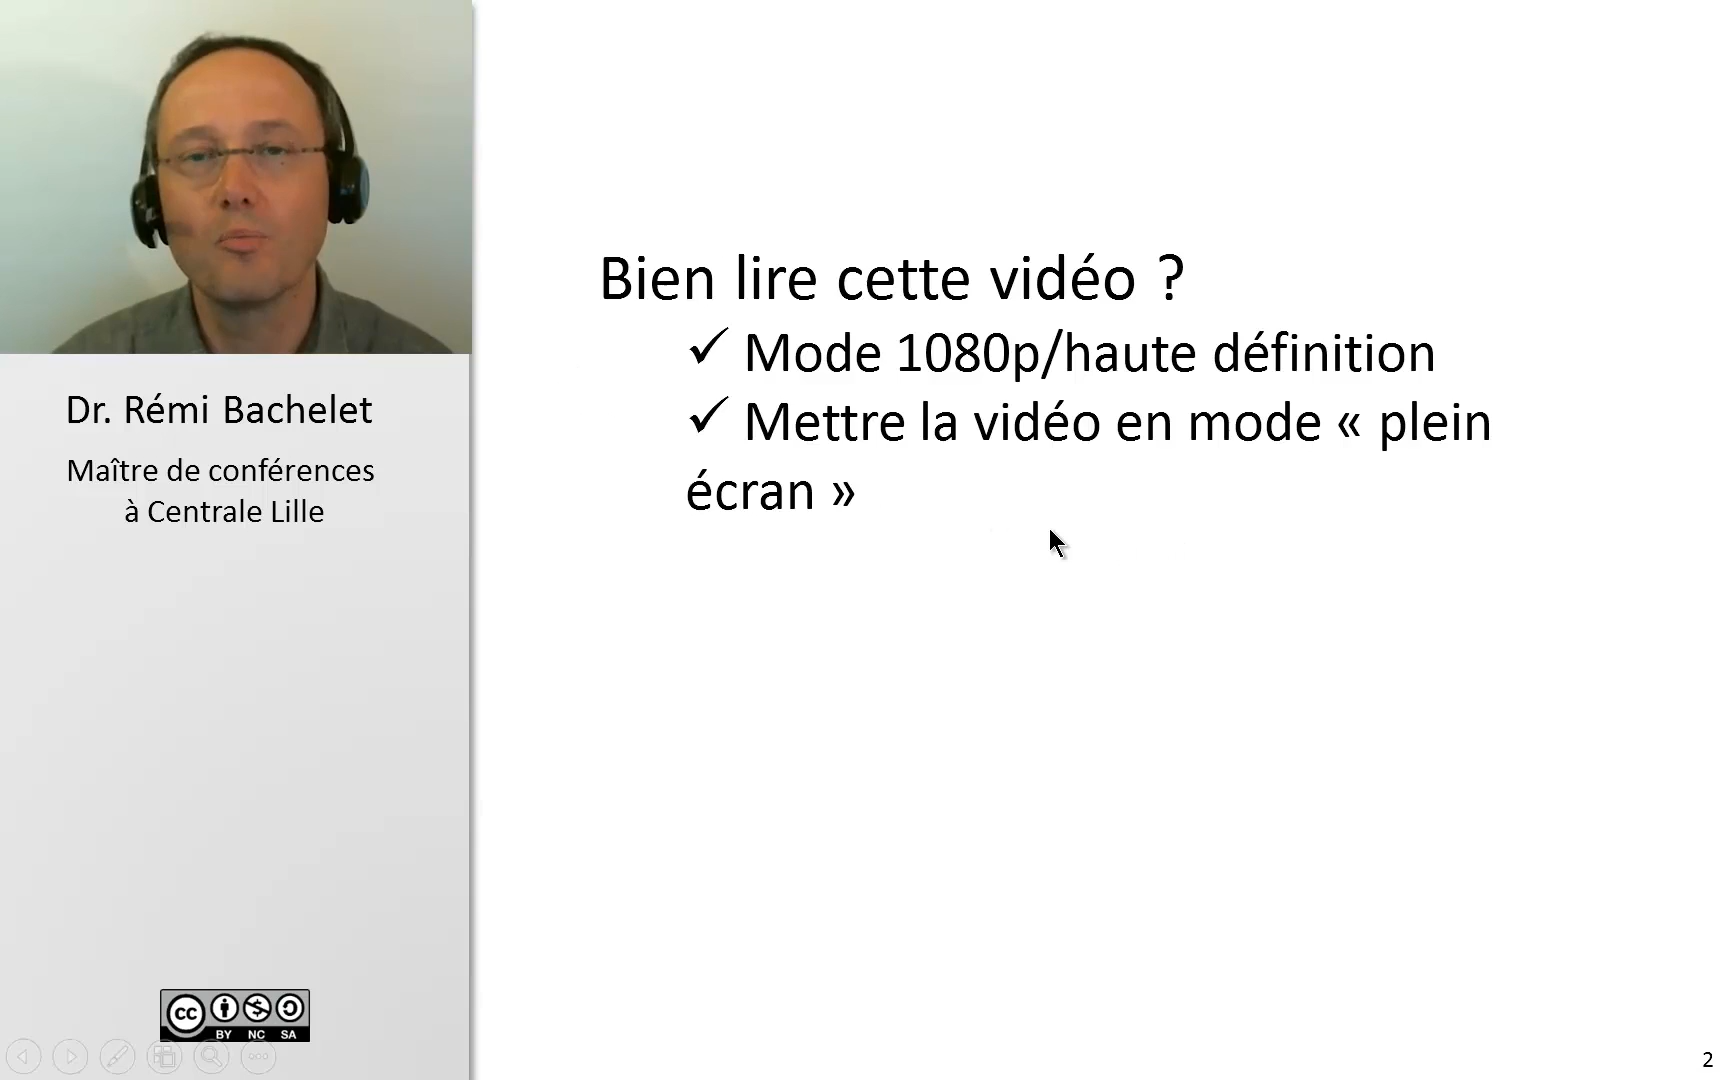 Bien lire cette vidéo ?
✓ Mode 1080p/haute définition
✓ Mettre la vidéo en mode « plein
écran »
Dr. Rémi Bachelet
Maître de conférences
à Centrale Lille
cc
BY NC SA
2